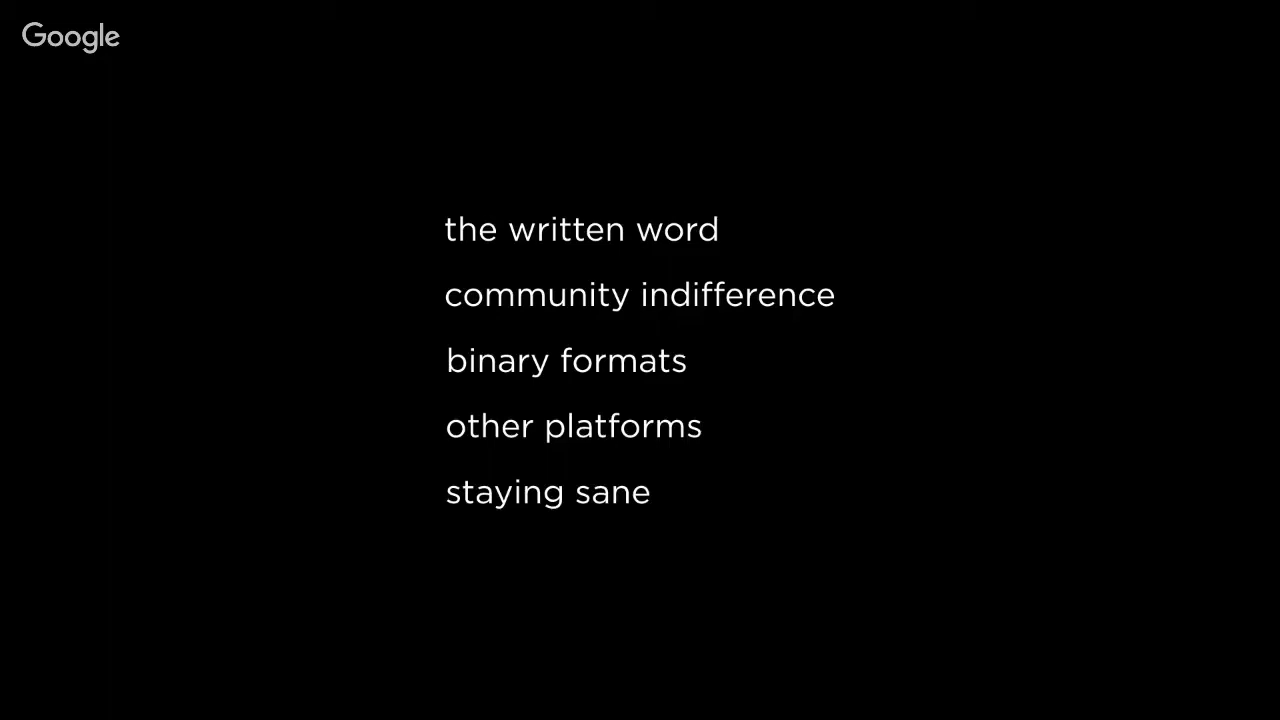 Google
the written word
community indifference
binary formats
other platforms
staying sane